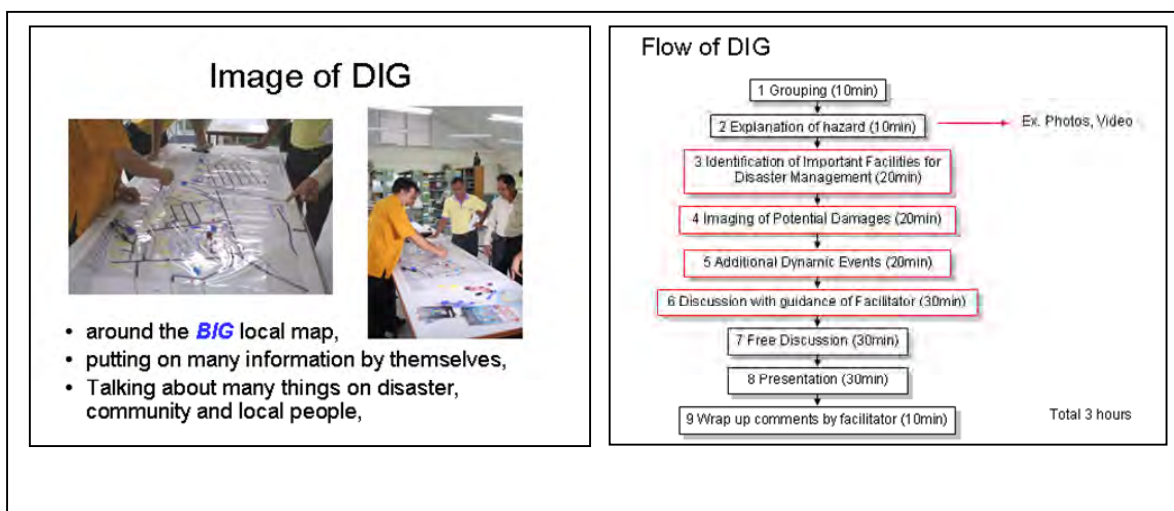 Image of DIG
• around the BIG local map,
• putting on many information by themselves,
• Talking about many things on disaster,
community and local people,
Flow of DIG
1 Grouping (10min)
2 Explanation of hazard (10min)
Ex. Photos, Video
3 Identification of Important Facilities for
Disaster Management (20min)
4 Imaging of Potential Damages (20min)
5 Additional Dynamic Events (20min)
6 Discussion with guidance of Facilitator (30min)
7 Free Discussion (30min)
8 Presentation (30min)
9 Wrap up comments by facilitator (10min)
Total 3 hours